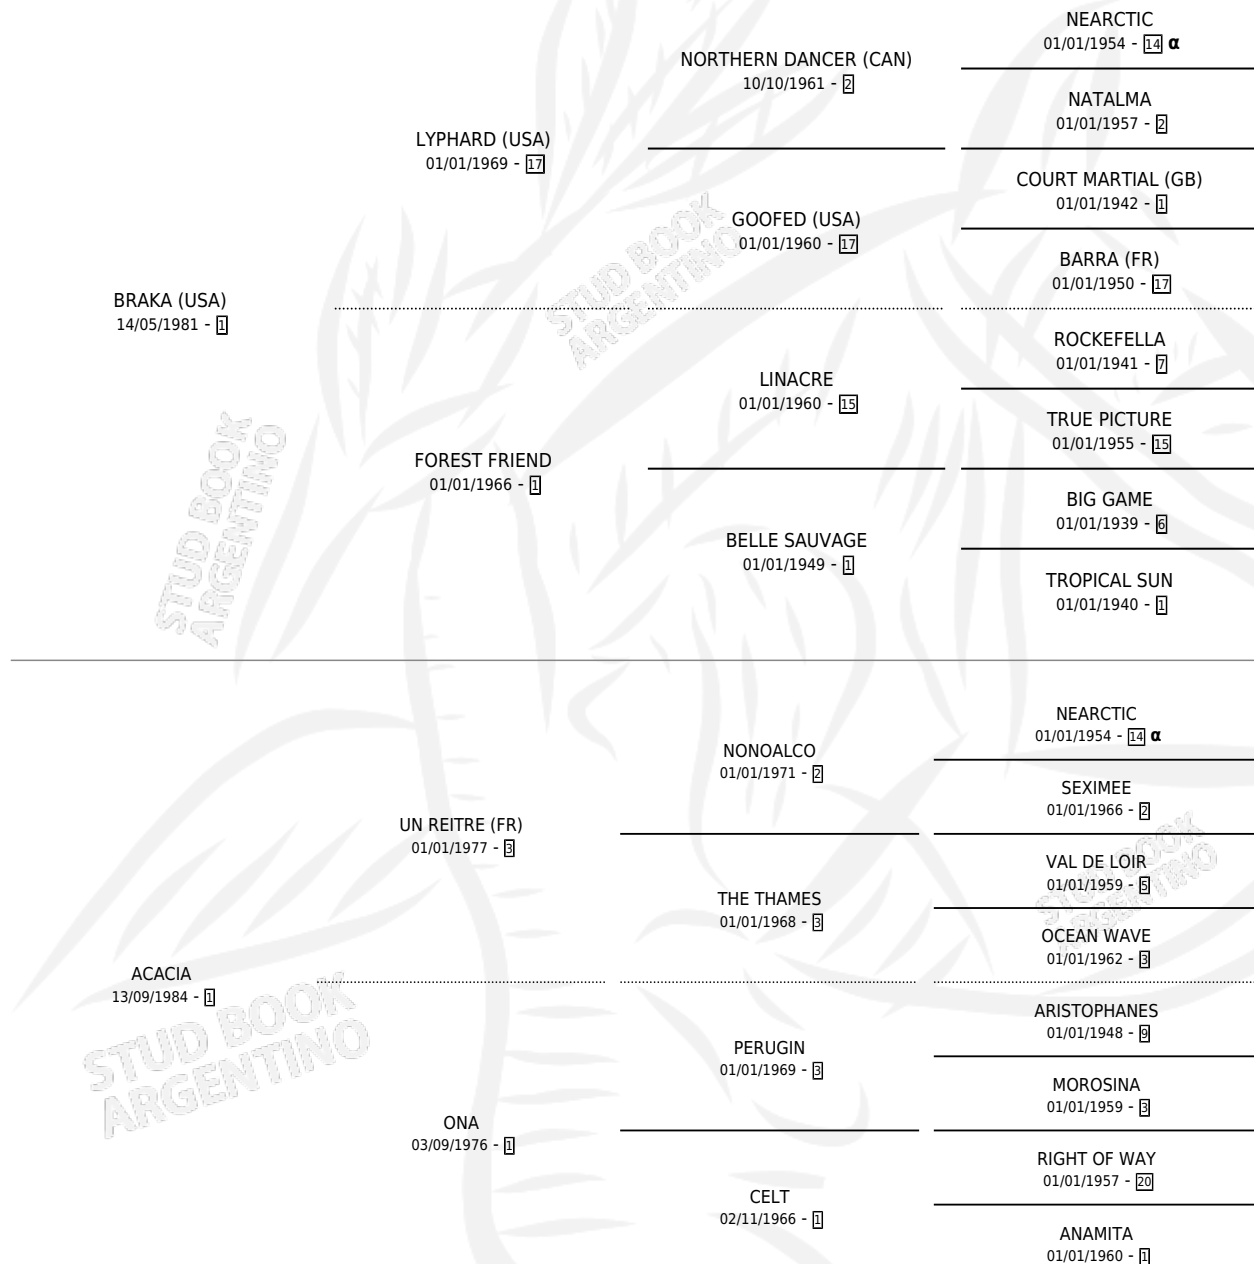 NEARCTIC
01/01/1954 - 14 α
NORTHERN DANCER (CAN)
10/10/1961 - 2
NATALMA
01/01/1957 - 2
LYPHARD (USA)
01/01/1969 - 17
COURT MARTIAL (GB)
01/01/1942 - 1
GOOFED (USA)
01/01/1960 - 17
BARRA (FR)
01/01/1950 - 17
BRAKA (USA)
14/05/1981 - 1
ROCKEFELLA
01/01/1941 - 7
LINACRE
01/01/1960 - 15
TRUE PICTURE
01/01/1955 - 15
FOREST FRIEND
01/01/1966 - 1
BIG GAME
01/01/1939 - 6
BELLE SAUVAGE
01/01/1949 - 1
TROPICAL SUN
01/01/1940 - 1
STUD BOOK
ARGENTINO
STUD BOOK
ARGENTINO
NEARCTIC
01/01/1954 - 14 α
NONOALCO
01/01/1971 - 2
SEXIMEE
01/01/1966 - 2
UN REITRE (FR)
01/01/1977 - 3
VAL DE LOIR
01/01/1959 - 5
THE THAMES
01/01/1968 - 3
OCEAN WAVE
01/01/1962 - 3
ACACIA
13/09/1984 - 1
ARISTOPHANES
01/01/1948 - 9
PERUGIN
01/01/1969 - 3
MOROSINA
01/01/1959 - 3
ONA
03/09/1976 - 1
RIGHT OF WAY
01/01/1957 - 20
CELT
02/11/1966 - 1
ANAMITA
01/01/1960 - 1
STUD BOOK
ARGENTINO
STUD BOOK
ARGENTINO